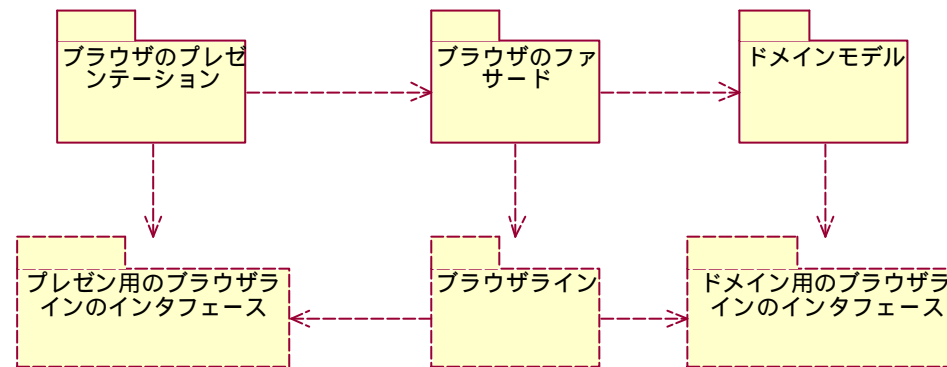 ブラウザのプレゼ
ンテーション
ブラウザのファ
サード
ドメインモデル
プレゼン用のブラウザラ
インのインタフェース
ブラウザライン
ドメイン用のブラウザラ
インのインタフェース